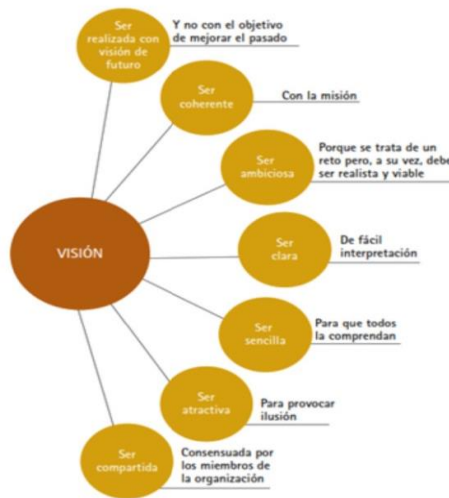 Ser
realizada con
visión de
futuro
Y no con el objetivo
de mejorar el pasado
Ser
coherente
Con la misión
Ser
ambiciosa
Porque se trata de un
reto pero, a su vez, debe
ser realista y viable
VISIÓN
Ser
clara
De fácil
interpretación
Ser
sencilla
Para que todos
la comprendan
Ser
atractiva
Para provocar
ilusión
Ser
compartida
Consensuada por
los miembros de
la organización